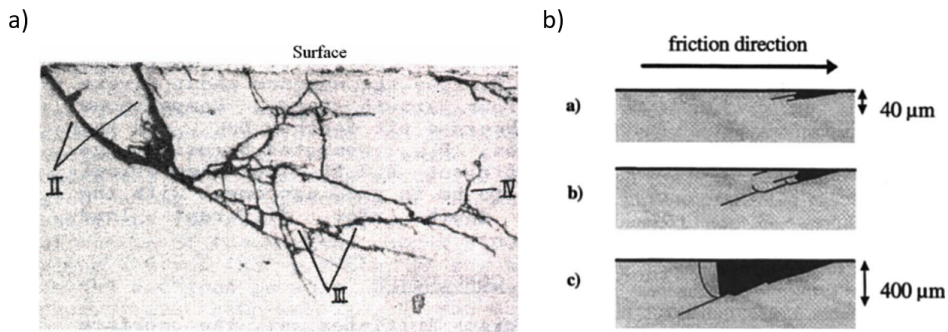 a)
Surface
II
III
IV
b)
friction direction
a)
40 µm
b)
c)
400 µm